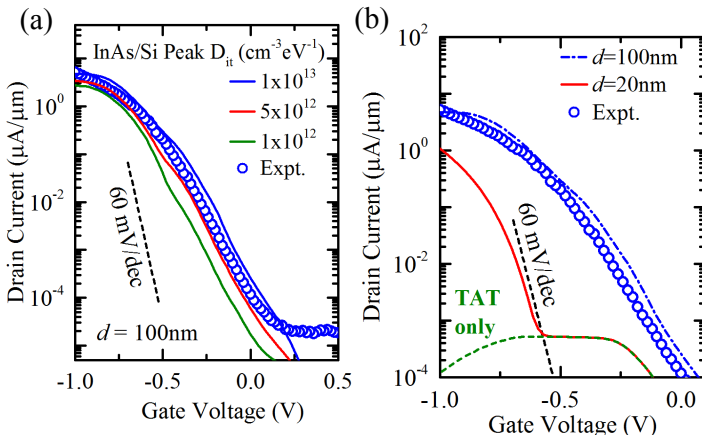 (a)
InAs/Si Peak Dit (cm⁻³eV⁻¹)
1x10¹³
5x10¹²
1x10¹²
Expt.
60 mV/dec
d = 100nm
Drain Current (μA/μm)
10⁰
10⁻²
10⁻⁴
-1.0 -0.5 0.0 0.5
Gate Voltage (V)
(b)
d=100nm
d=20nm
Expt.
60 mV/dec
TAT
only
Drain Current (μA/μm)
10²
10⁰
10⁻²
10⁻⁴
-1.0 -0.5 0.0
Gate Voltage (V)